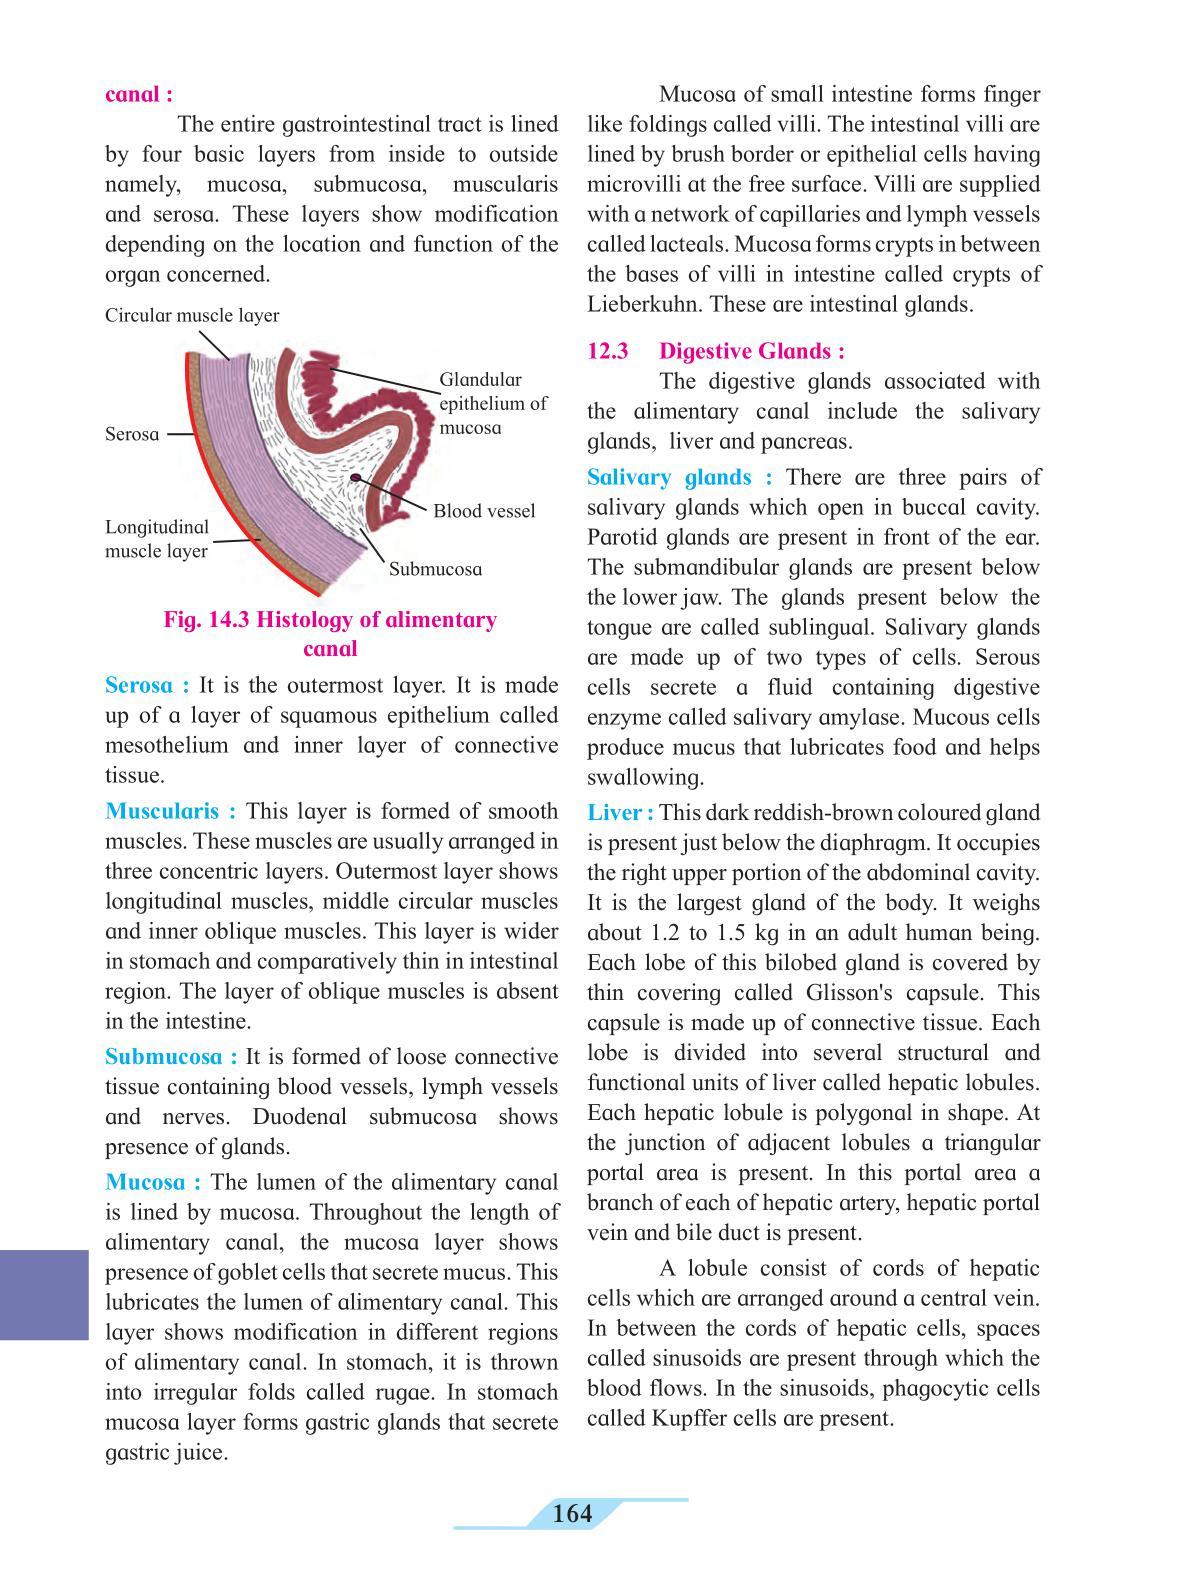 canal :
The entire gastrointestinal tract is lined
by four basic layers from inside to outside
namely, mucosa, submucosa, muscularis
and serosa. These layers show modification
depending on the location and function of the
organ concerned.
Circular muscle layer
Glandular
epithelium of
mucosa
Serosa
Blood vessel
Longitudinal
muscle layer
Submucosa
Fig. 14.3 Histology of alimentary
canal
Serosa : It is the outermost layer. It is made
up of a layer of squamous epithelium called
mesothelium and inner layer of connective
tissue.
Muscularis : This layer is formed of smooth
muscles. These muscles are usually arranged in
three concentric layers. Outermost layer shows
longitudinal muscles, middle circular muscles
and inner oblique muscles. This layer is wider
in stomach and comparatively thin in intestinal
region. The layer of oblique muscles is absent
in the intestine.
Submucosa : It is formed of loose connective
tissue containing blood vessels, lymph vessels
and nerves. Duodenal submucosa shows
presence of glands.
Mucosa : The lumen of the alimentary canal
is lined by mucosa. Throughout the length of
alimentary canal, the mucosa layer shows
presence of goblet cells that secrete mucus. This
lubricates the lumen of alimentary canal. This
layer shows modification in different regions
of alimentary canal. In stomach, it is thrown
into irregular folds called rugae. In stomach
mucosa layer forms gastric glands that secrete
gastric juice.
Mucosa of small intestine forms finger
like foldings called villi. The intestinal villi are
lined by brush border or epithelial cells having
microvilli at the free surface. Villi are supplied
with a network of capillaries and lymph vessels
called lacteals. Mucosa forms crypts in between
the bases of villi in intestine called crypts of
Lieberkuhn. These are intestinal glands.
12.3 Digestive Glands :
The digestive glands associated with
the alimentary canal include the salivary
glands, liver and pancreas.
Salivary glands : There are three pairs of
salivary glands which open in buccal cavity.
Parotid glands are present in front of the ear.
The submandibular glands are present below
the lower jaw. The glands present below the
tongue are called sublingual. Salivary glands
are made up of two types of cells. Serous
cells secrete a fluid containing digestive
enzyme called salivary amylase. Mucous cells
produce mucus that lubricates food and helps
swallowing.
Liver : This dark reddish-brown coloured gland
is present just below the diaphragm. It occupies
the right upper portion of the abdominal cavity.
It is the largest gland of the body. It weighs
about 1.2 to 1.5 kg in an adult human being.
Each lobe of this bilobed gland is covered by
thin covering called Glisson's capsule. This
capsule is made up of connective tissue. Each
lobe is divided into several structural and
functional units of liver called hepatic lobules.
Each hepatic lobule is polygonal in shape. At
the junction of adjacent lobules a triangular
portal area is present. In this portal area a
branch of each of hepatic artery, hepatic portal
vein and bile duct is present.
A lobule consist of cords of hepatic
cells which are arranged around a central vein.
In between the cords of hepatic cells, spaces
called sinusoids are present through which the
blood flows. In the sinusoids, phagocytic cells
called Kupffer cells are present.
164